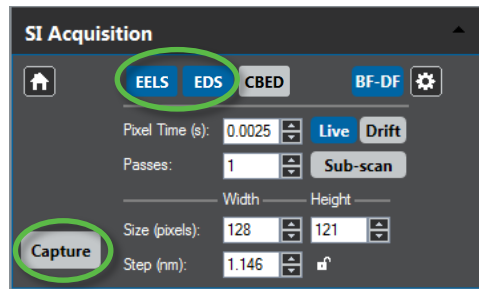 SI Acquisition
EELS EDS CBED BF-DF
Pixel Time (s): 0.0025 Live Drift
Passes: 1 Sub-scan
Width Height
Size (pixels): 128 121
Capture
Step (nm): 1.146